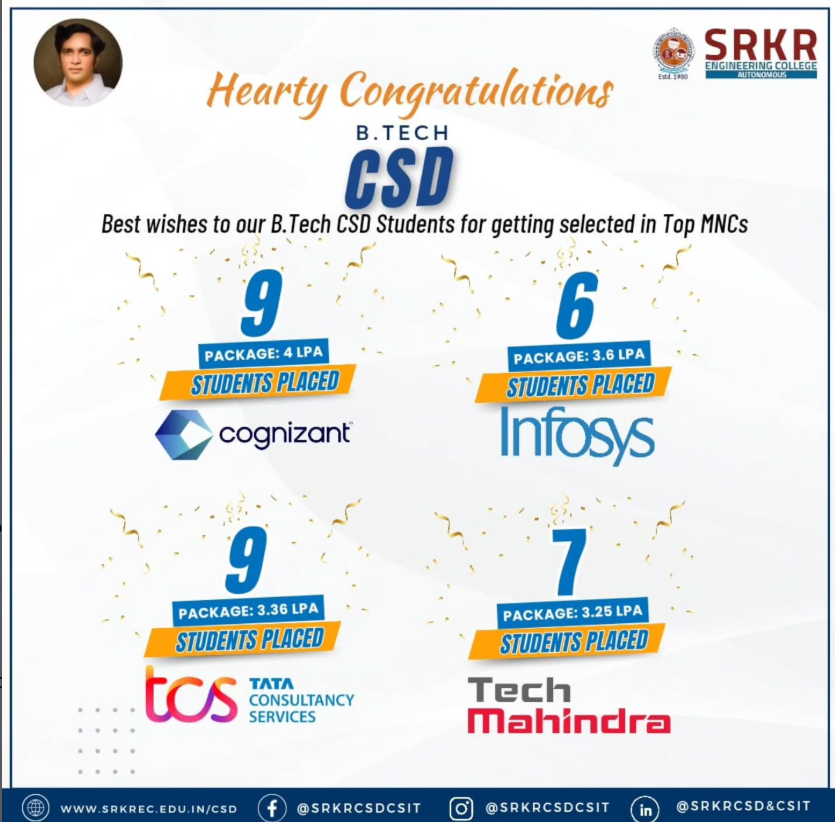 SRKR
ENGINEERING COLLEGE
AUTONOMOUS
Estd. 1980
Hearty Congratulations
B.TECH
CSD
Best wishes to our B.Tech CSD Students for getting selected in Top MNCs
9
PACKAGE: 4 LPA
STUDENTS PLACED
cognizant
6
PACKAGE: 3.6 LPA
STUDENTS PLACED
Infosys
9
PACKAGE: 3.36 LPA
STUDENTS PLACED
tcs TATA
CONSULTANCY
SERVICES
7
PACKAGE: 3.25 LPA
STUDENTS PLACED
Tech
Mahindra
WWW.SRKREC.EDU.IN/CSD @SRKRCSDCSIT @SRKRCSDCSIT in @SRKRCSD&CSIT